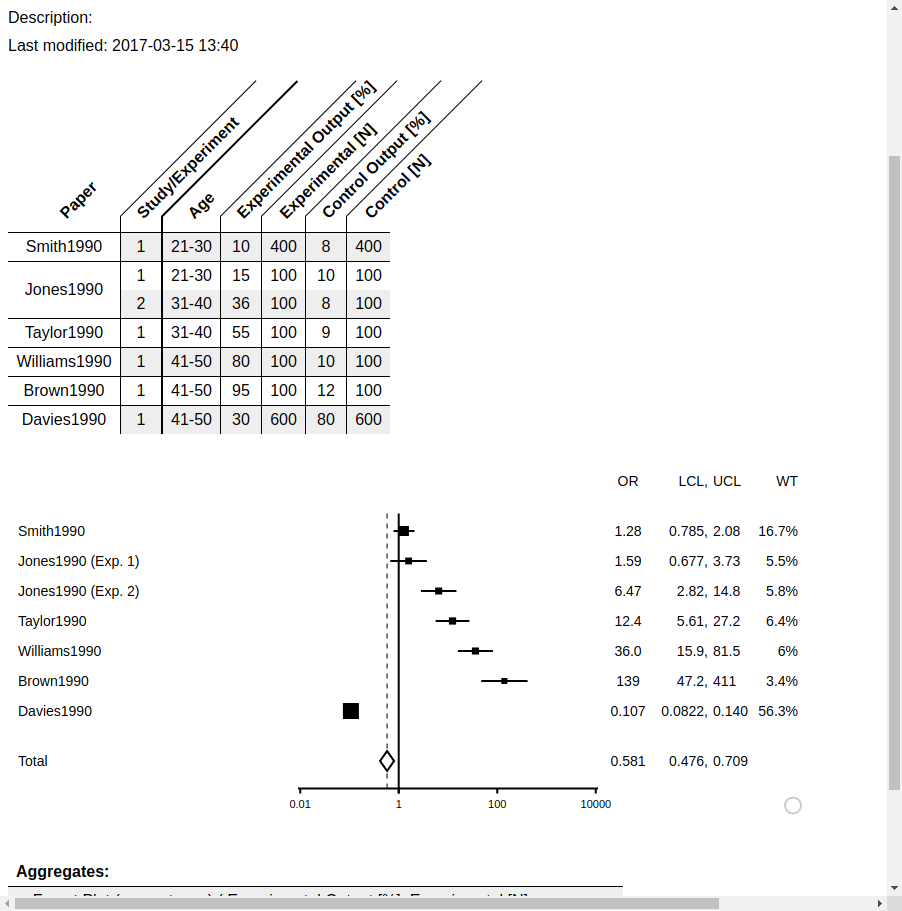 Description:
Last modified: 2017-03-15 13:40
Paper Study/Experiment Age Experimental Output [%] Experimental [N] Control Output [%] Control [N]
Smith1990 1 21-30 10 400 8 400
Jones1990 1 21-30 15 100 10 100
2 31-40 36 100 8 100
Taylor1990 1 31-40 55 100 9 100
Williams1990 1 41-50 80 100 10 100
Brown1990 1 41-50 95 100 12 100
Davies1990 1 41-50 30 600 80 600
OR LCL, UCL WT
Smith1990 1.28 0.785, 2.08 16.7%
Jones1990 (Exp. 1) 1.59 0.677, 3.73 5.5%
Jones1990 (Exp. 2) 6.47 2.82, 14.8 5.8%
Taylor1990 12.4 5.61, 27.2 6.4%
Williams1990 36.0 15.9, 81.5 6%
Brown1990 139 47.2, 411 3.4%
Davies1990 0.107 0.0822, 0.140 56.3%
Total 0.581 0.476, 0.709
0.01 1 100 10000
Aggregates: